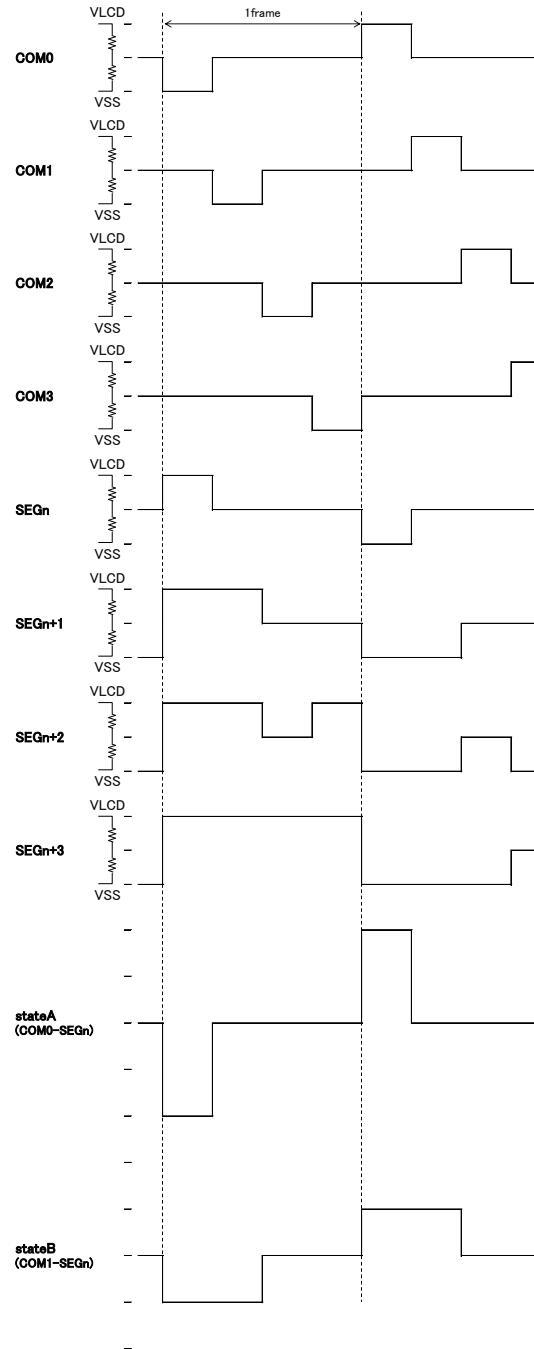 1frame
VLCD
COM0
VSS
VLCD
COM1
VSS
VLCD
COM2
VSS
VLCD
COM3
VSS
VLCD
SEGn
VSS
VLCD
SEGn+1
VSS
VLCD
SEGn+2
VSS
VLCD
SEGn+3
VSS
stateA
(COM0-SEGn)
stateB
(COM1-SEGn)